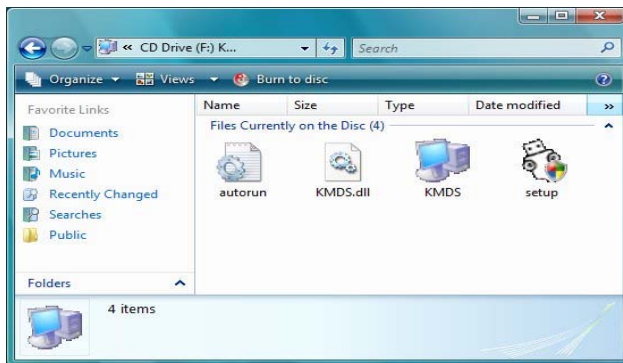 « CD Drive (F:) K...
Search
Organize Views Burn to disc
Favorite Links
Documents
Pictures
Music
Recently Changed
Searches
Public
Folders
Name Size Type Date modified »
Files Currently on the Disc (4)
autorun KMDS.dll KMDS setup
4 items